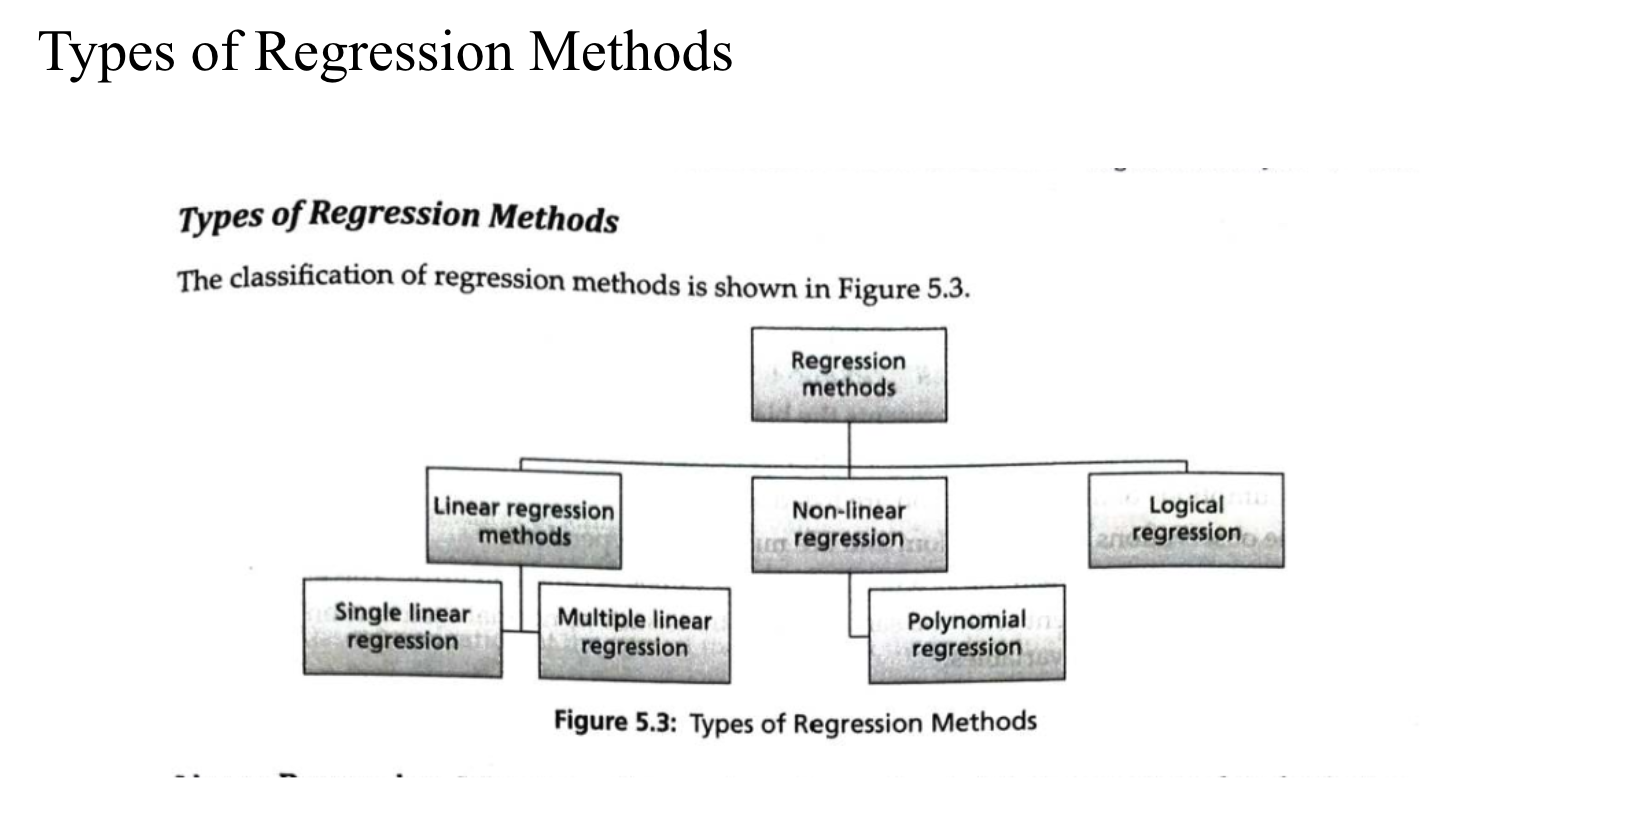 Types of Regression Methods
Types of Regression Methods
The classification of regression methods is shown in Figure 5.3.
Regression
methods
Linear regression
methods
Non-linear
regression
Logical
regression
Single linear
regression
Multiple linear
regression
Polynomial
regression
Figure 5.3: Types of Regression Methods